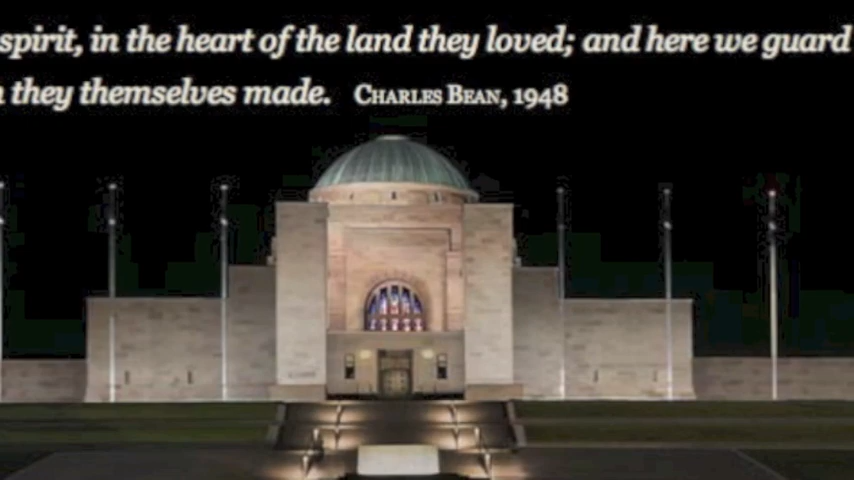 spirit, in the heart of the land they loved; and here we guard
they themselves made. CHARLES BEAN, 1948